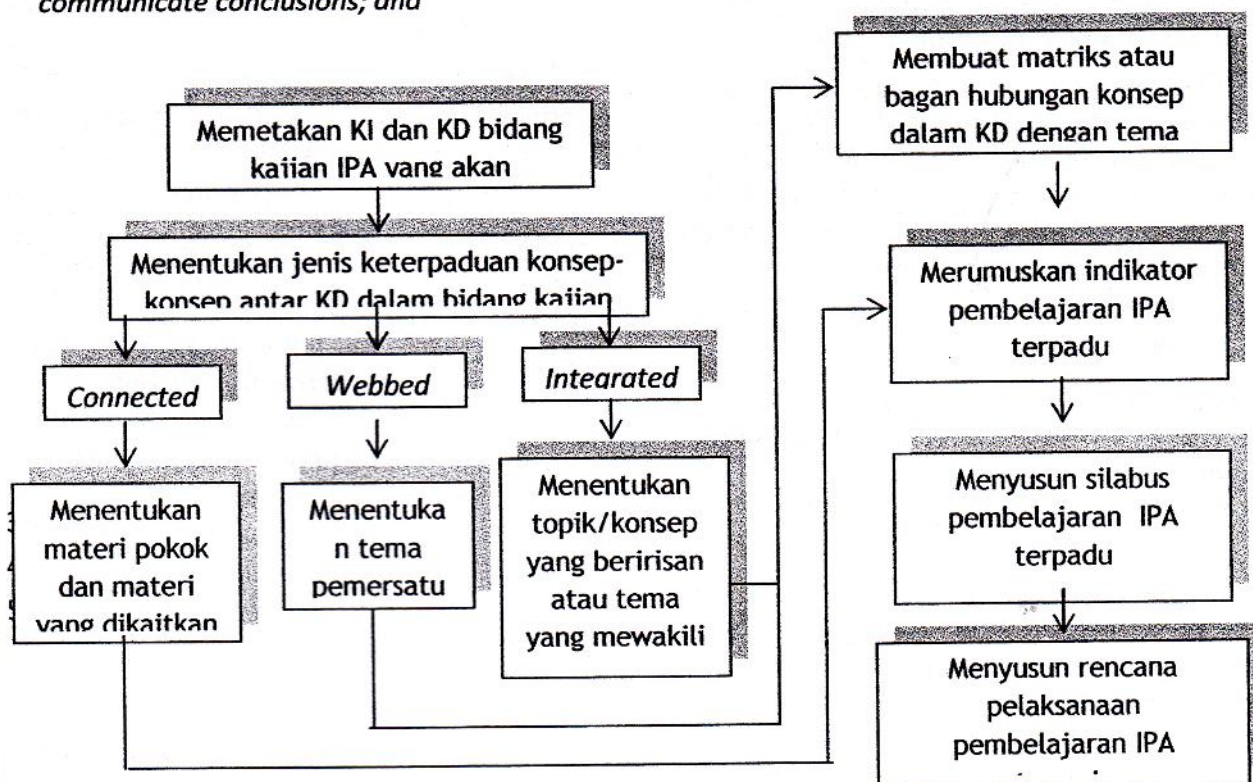 communicate conclusions; and
Memetakan KI dan KD bidang
kajian IPA yang akan
Menentukan jenis keterpaduan konsep-
konsep antar KD dalam bidang kajian
Connected
Webbed
Integrated
Menentukan
materi pokok
dan materi
yang dikaitkan
Menentuka
n tema
pemersatu
Menentukan
topik/konsep
yang beririsan
atau tema
yang mewakili
Membuat matriks atau
bagan hubungan konsep
dalam KD dengan tema
Merumuskan indikator
pembelajaran IPA
terpadu
Menyusun silabus
pembelajaran IPA
terpadu
Menyusun rencana
pelaksanaan
pembelajaran IPA